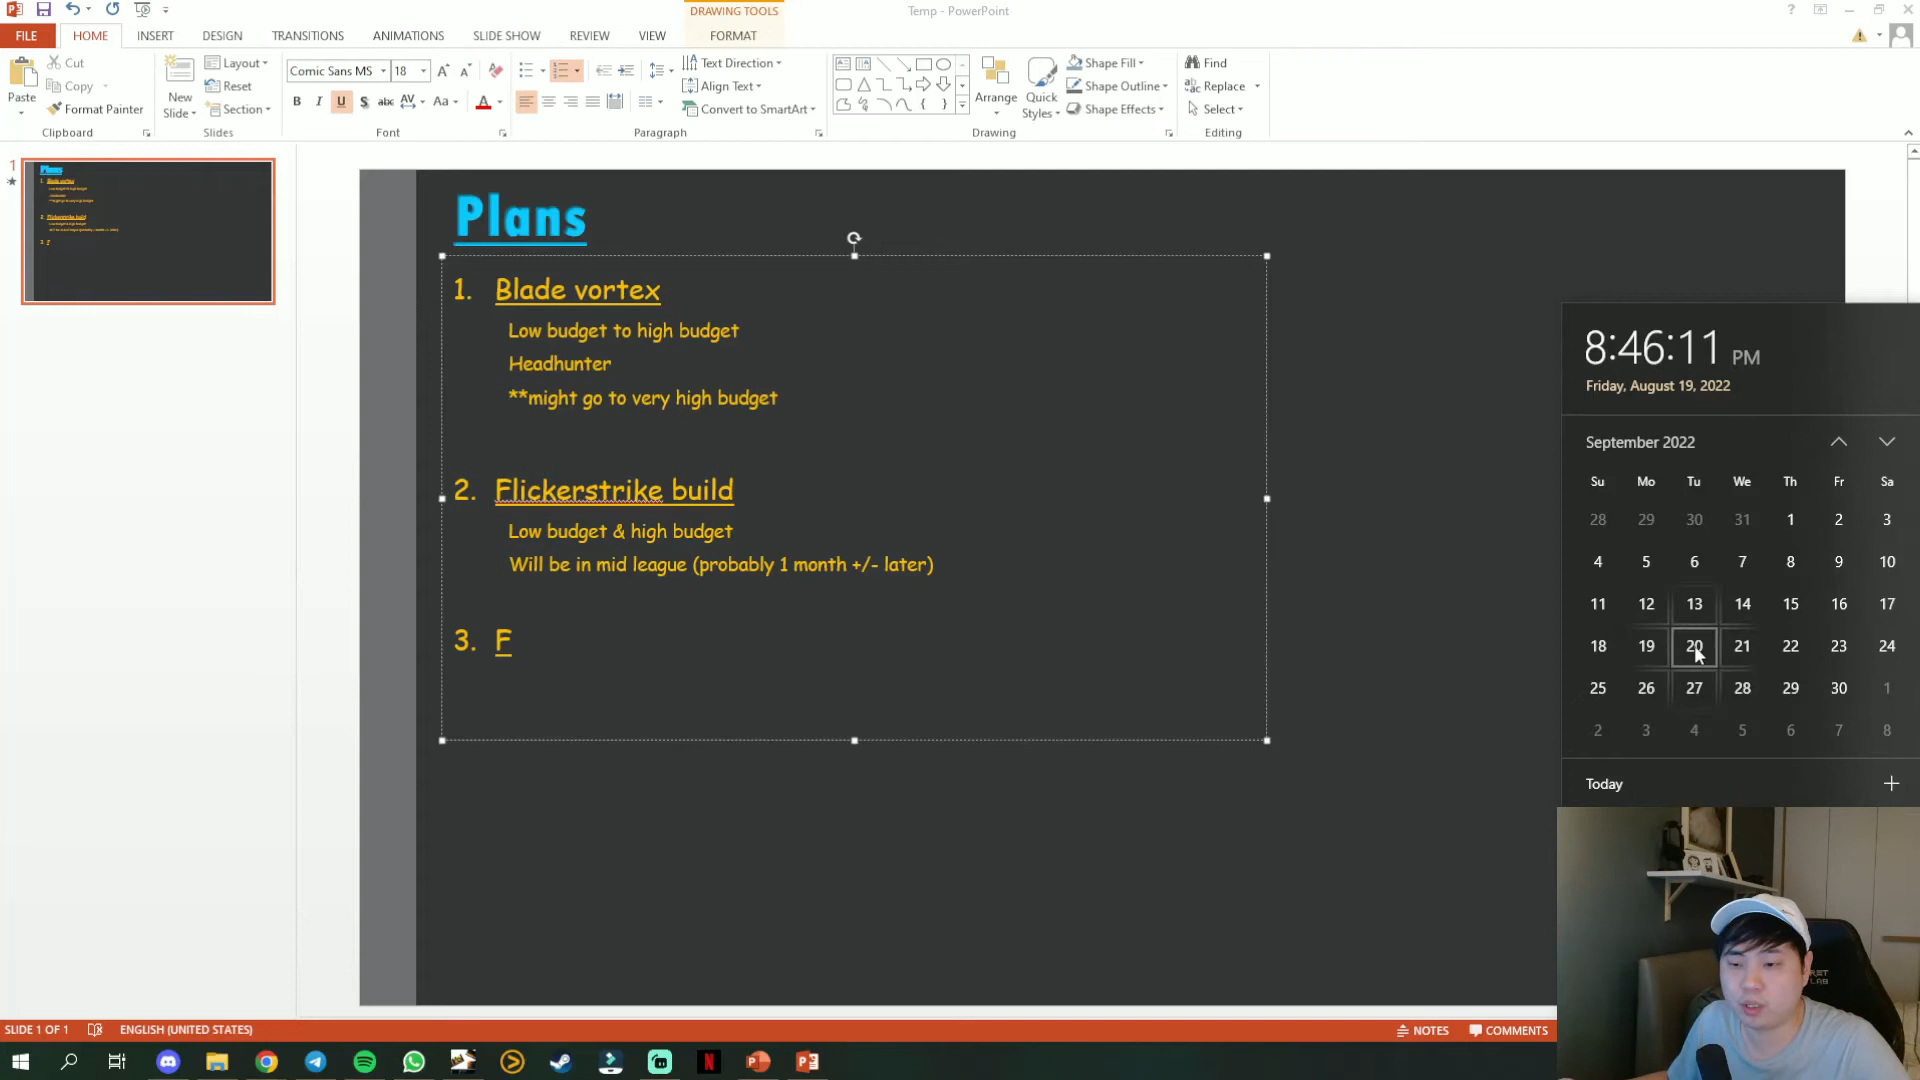 DRAWING TOOLS
Temp - PowerPoint
?
FILE
HOME
INSERT
DESIGN
TRANSITIONS
ANIMATIONS
SLIDE SHOW
REVIEW
VIEW
FORMAT
Paste
Cut
Copy
Format Painter
Clipboard
New
Slide
Layout
Reset
Section
Slides
Comic Sans MS
18
B I U S abc AV Aa A
Font
Text Direction
Align Text
Convert to SmartArt
Paragraph
Arrange
Quick
Styles
Shape Fill
Shape Outline
Shape Effects
Drawing
Find
Replace
Select
Editing
1
Plans
1. Blade vortex
Low budget to high budget
Headhunter
**might go to very high budget
2. Flickerstrike build
Low budget & high budget
Will be in mid league (probably 1 month +/- later)
3. F
8:46:11 PM
Friday, August 19, 2022
September 2022
Su Mo Tu We Th Fr Sa
28 29 30 31 1 2 3
4 5 6 7 8 9 10
11 12 13 14 15 16 17
18 19 20 21 22 23 24
25 26 27 28 29 30 1
2 3 4 5 6 7 8
Today
SLIDE 1 OF 1
ENGLISH (UNITED STATES)
NOTES
COMMENTS